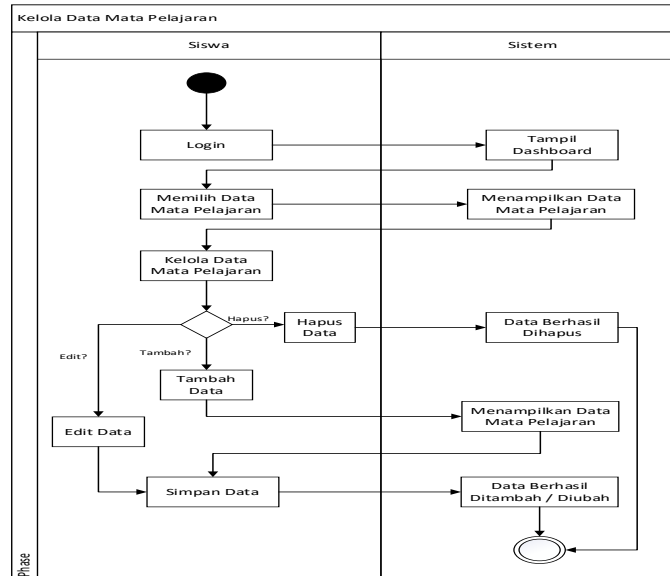 Kelola Data Mata Pelajaran
Siswa
Sistem
Login
Tampil
Dashboard
Memilih Data
Mata Pelajaran
Menampilkan Data
Mata Pelajaran
Kelola Data
Mata Pelajaran
Hapus?
Hapus
Data
Data Berhasil
Dihapus
Edit?
Tambah?
Tambah
Data
Menampilkan Data
Mata Pelajaran
Edit Data
Simpan Data
Data Berhasil
Ditambah / Diubah
Phase